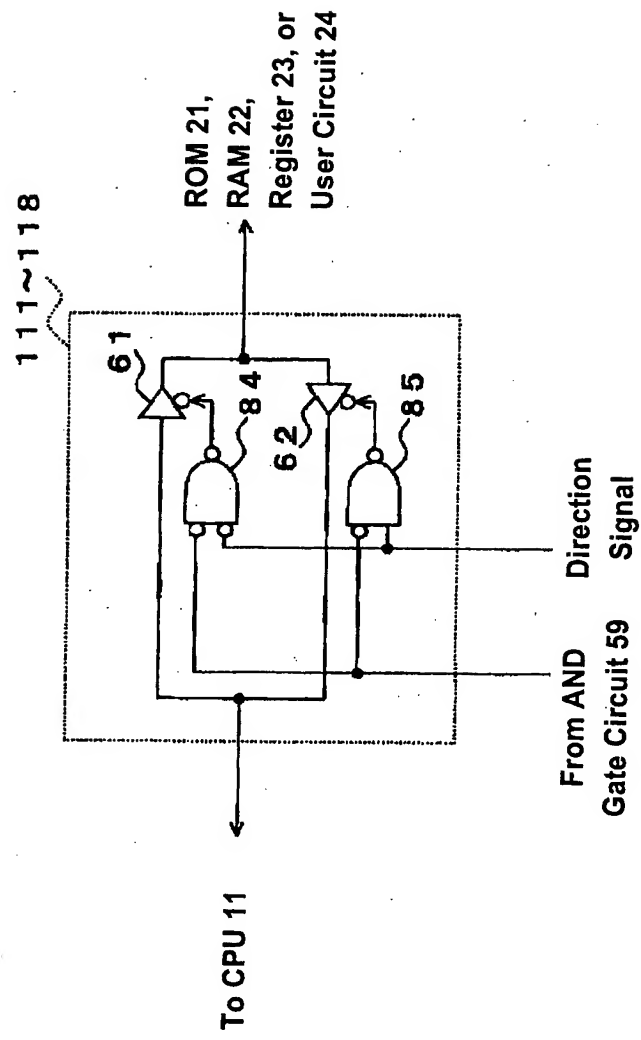 111~118
ROM 21,
RAM 22,
Register 23, or
User Circuit 24
61
84
62
85
To CPU 11
From AND
Gate Circuit 59
Direction
Signal